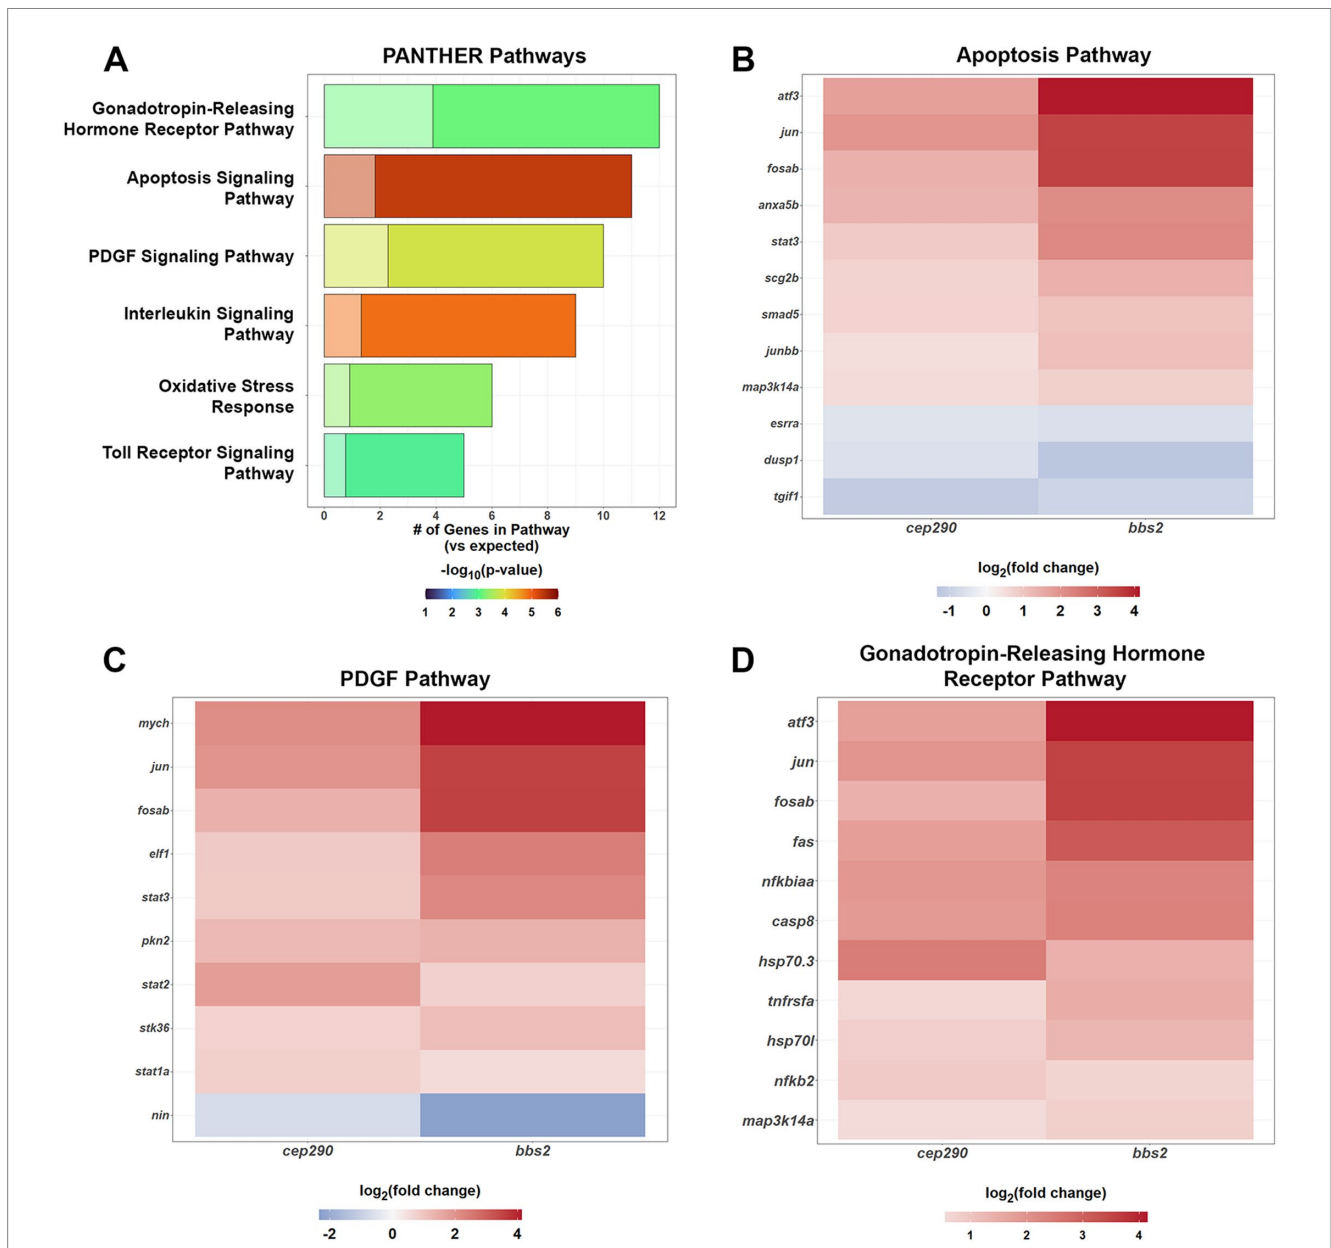 A
PANTHER Pathways
Gonadotropin-Releasing
Hormone Receptor Pathway
Apoptosis Signaling
Pathway
PDGF Signaling Pathway
Interleukin Signaling
Pathway
Oxidative Stress
Response
Toll Receptor Signaling
Pathway
0 2 4 6 8 10 12
# of Genes in Pathway
(vs expected)
-log10(p-value)
1 2 3 4 5 6
B
Apoptosis Pathway
atf3
jun
fosab
anxa5b
stat3
scg2b
smad5
junbb
map3k14a
esrra
dusp1
tgif1
cep290 bbs2
log2(fold change)
-1 0 1 2 3 4
C
PDGF Pathway
mych
jun
fosab
elf1
stat3
pkn2
stat2
stk36
stat1a
nin
cep290 bbs2
log2(fold change)
-2 0 2 4
D
Gonadotropin-Releasing Hormone
Receptor Pathway
atf3
jun
fosab
fas
nfkbiaa
casp8
hsp70.3
tnfrsfa
hsp70l
nfkb2
map3k14a
cep290 bbs2
log2(fold change)
1 2 3 4